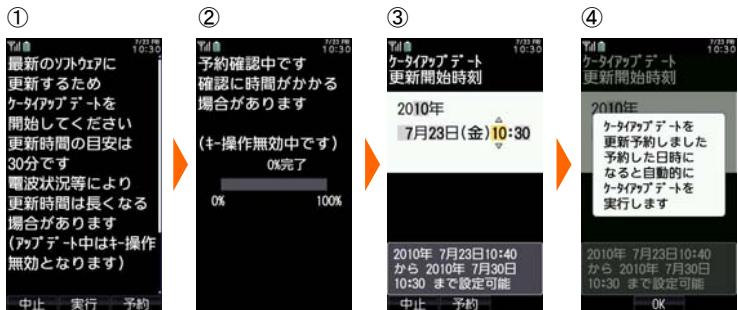 ①
7/23 FRI
10:30
最新のソフトウェアに
更新するため
ケータイアップデートを
開始してください
更新時間の目安は
30分です
電波状況等により
更新時間は長くなる
場合があります
(アップデート中はキー操作
無効となります)
中止 実行 予約
②
7/23 FRI
10:30
予約確認中です
確認に時間がかかる
場合があります
(キー操作無効中です)
0%完了
0% 100%
③
7/23 FRI
10:30
ケータイアップデート
更新開始時刻
2010年
7月23日(金)10:30
2010年 7月23日10:40
から 2010年 7月30日
10:30 まで設定可能
中止 予約
④
7/23 FRI
10:30
ケータイアップデート
更新開始時刻
2010年
ケータイアップデートを
更新予約しました
予約した日時に
なると自動的に
ケータイアップデートを
実行します
2010年 7月23日10:40
から 2010年 7月30日
10:30 まで設定可能
OK